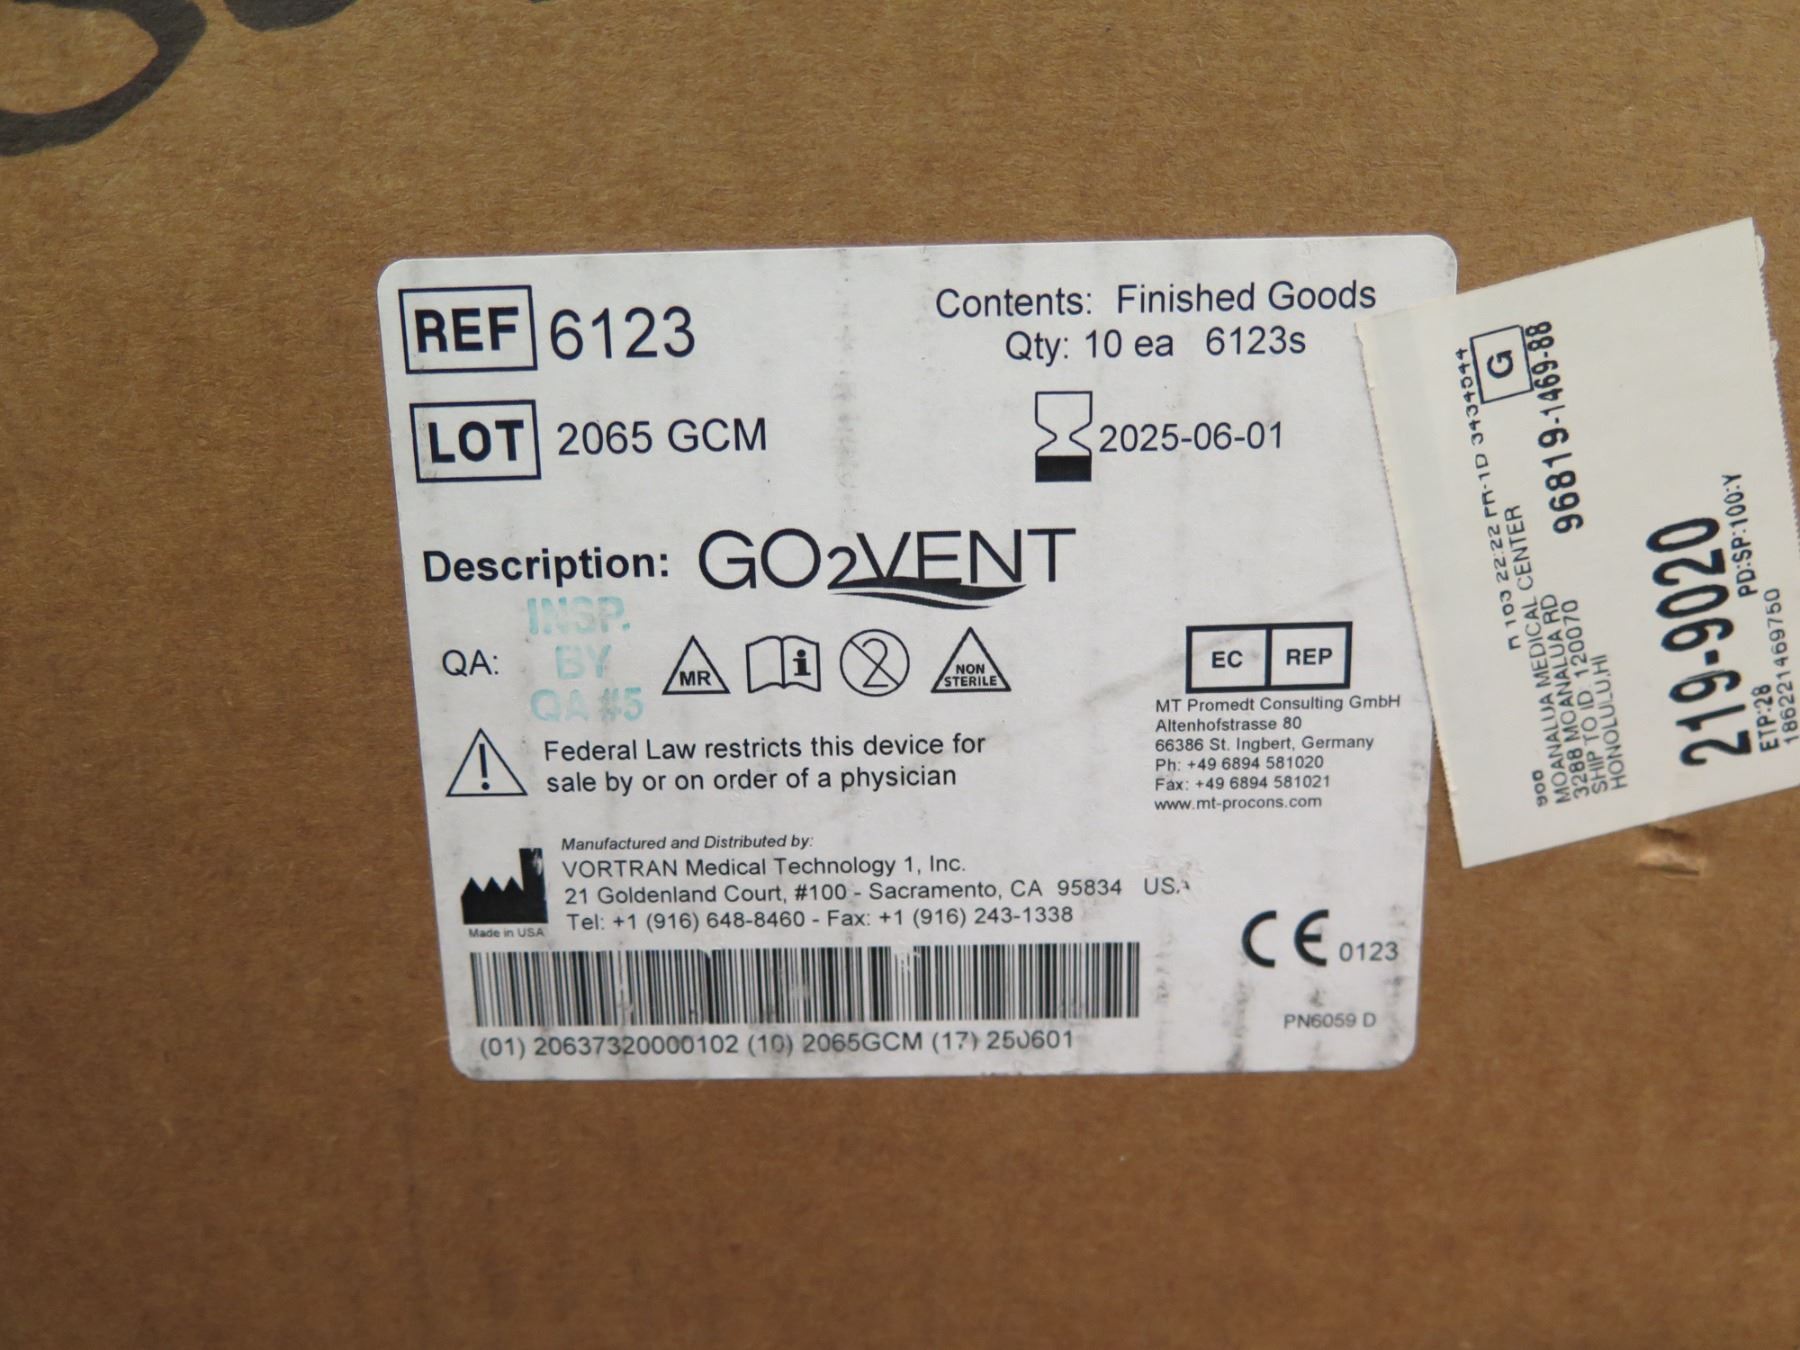 REF 6123
Contents: Finished Goods
Qty: 10 ea 6123s
LOT 2065 GCM
2025-06-01
Description: GO2VENT
INSP.
BY
QA #5
QA:
MR
i
2
NON
STERILE
EC REP
MT Promedt Consulting GmbH
Altenhofstrasse 80
66386 St. Ingbert, Germany
Ph: +49 6894 581020
Fax: +49 6894 581021
www.mt-procons.com
Federal Law restricts this device for
sale by or on order of a physician
Manufactured and Distributed by:
VORTRAN Medical Technology 1, Inc.
21 Goldenland Court, #100 - Sacramento, CA 95834
Tel: +1 (916) 648-8460 - Fax: +1 (916) 243-1338
Made in USA
CE 0123
PN6059 D
(01) 20637320000102 (10) 2065GCM (17) 250601
G
96819-1469-88
900
MOANALUA MEDICAL CENTER
3288 MOANALUA RD
SHIP TO ID 120070
HONOLULU,HI
219-9020
ETP:28 PD:SP:100:Y
186221469750